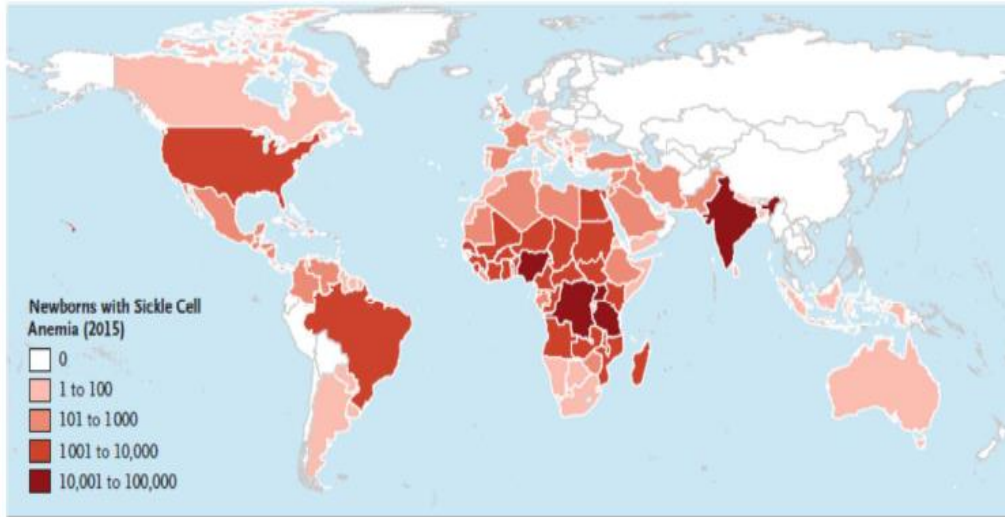 Newborns with Sickle Cell
Anemia (2015)
0
1 to 100
101 to 1000
1001 to 10,000
10,001 to 100,000